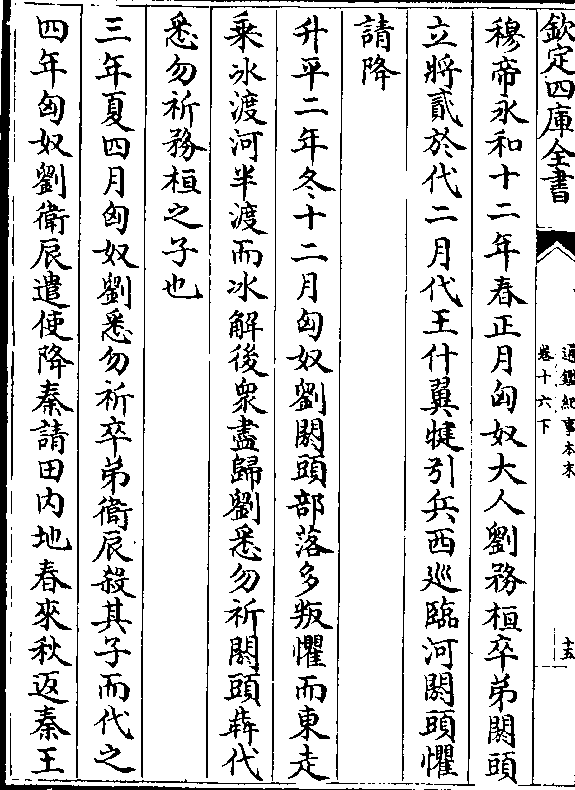 欽定四庫全書
通鑑紀事本末
卷十六下
十五
穆帝永和十二年春正月匈奴大人劉務桓卒弟閼頭
立將貳於代二月代王什翼犍引兵西巡臨河閼頭懼
請降
升平二年冬十二月匈奴劉閼頭部落多叛懼而東走
乘冰渡河半渡而冰解後衆盡歸劉悉勿祈閼頭犇代
悉勿祈務桓之子也
三年夏四月匈奴劉悉勿祈卒弟衛辰殺其子而代之
四年匈奴劉衛辰遣使降秦請田内地春來秋返秦王